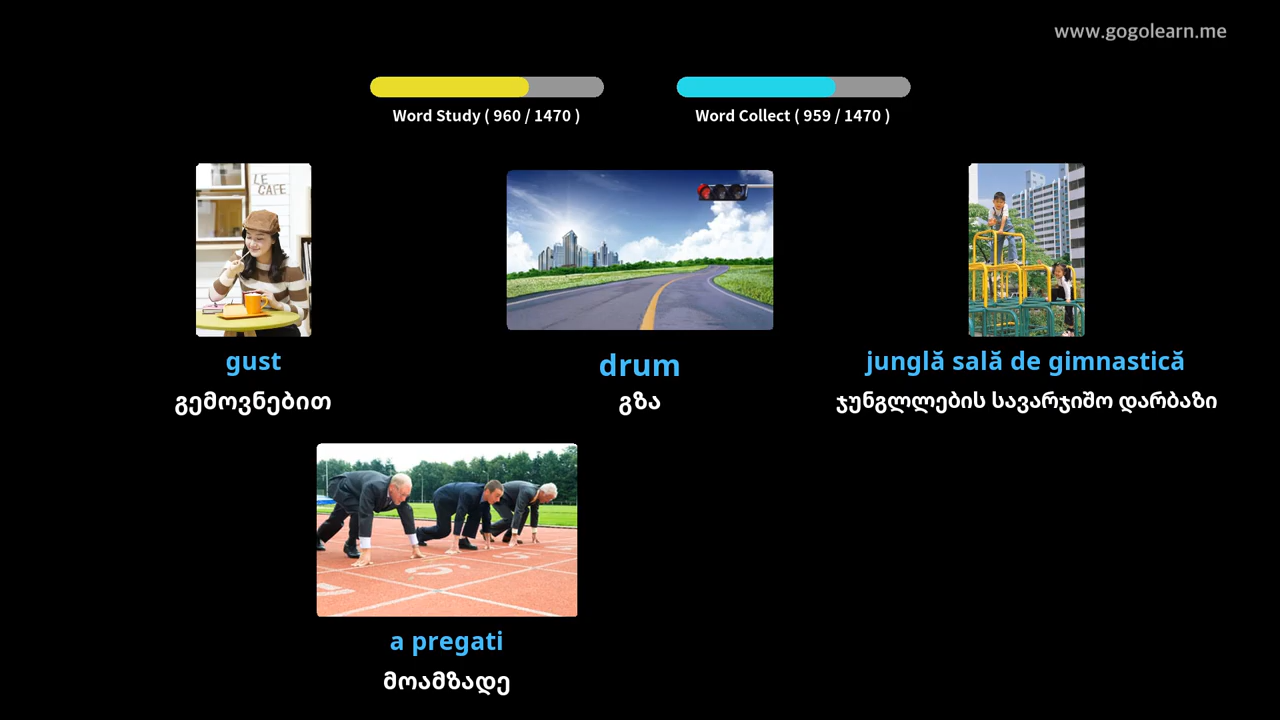 www.gogolearn.me
Word Study ( 960 / 1470 )
Word Collect ( 959 / 1470 )
LE
CAFE
gust
drum
junglă sală de gimnastică
გემოვნებით
გზა
ჯუნგლლების სავარჯიშო დარბაზი
a pregati
მოამზადე